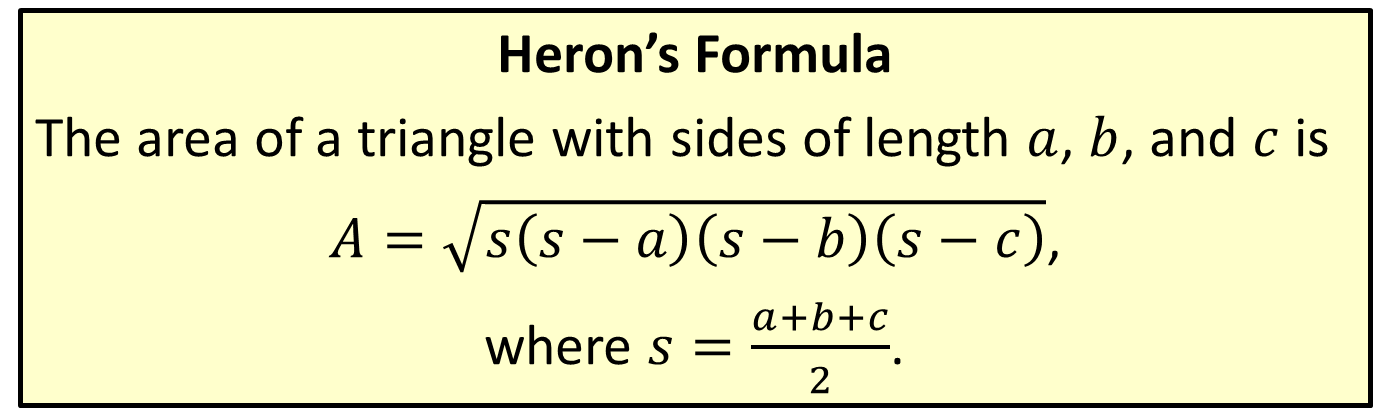 Heron’s Formula
The area of a triangle with sides of length 𝑎, 𝑏, and 𝑐 is
𝐴 = √𝑠(𝑠 − 𝑎)(𝑠 − 𝑏)(𝑠 − 𝑐),
where 𝑠 = (𝑎+𝑏+𝑐)/2.